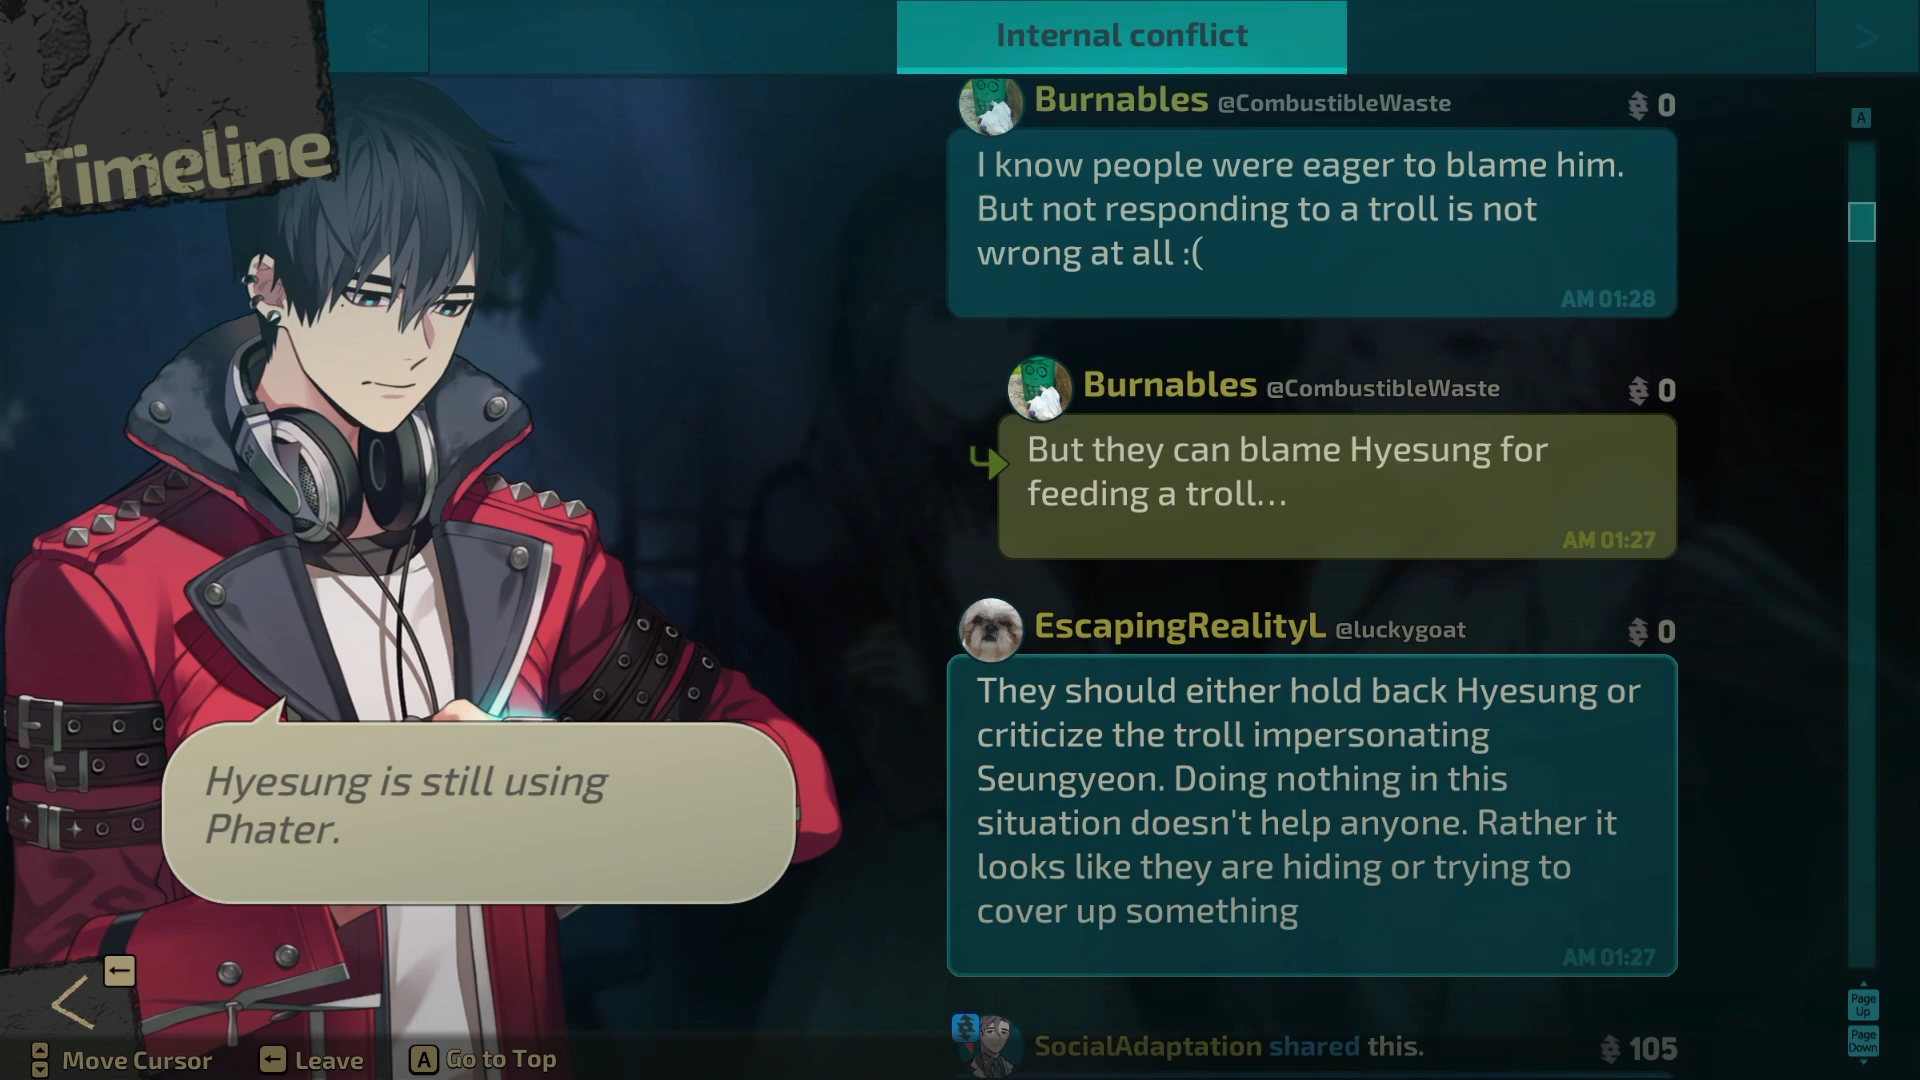 <
Internal conflict
>
Timeline
Burnables @CombustibleWaste
0
A
I know people were eager to blame him.
But not responding to a troll is not
wrong at all :(
AM 01:28
Burnables @CombustibleWaste
0
But they can blame Hyesung for
feeding a troll...
AM 01:27
EscapingRealityL @luckygoat
0
They should either hold back Hyesung or
criticize the troll impersonating
Seungyeon. Doing nothing in this
situation doesn't help anyone. Rather it
looks like they are hiding or trying to
cover up something
AM 01:27
Hyesung is still using
Phater.
SocialAdaptation shared this.
105
Page
Up
Page
Down
Move Cursor
Leave
A Go to Top